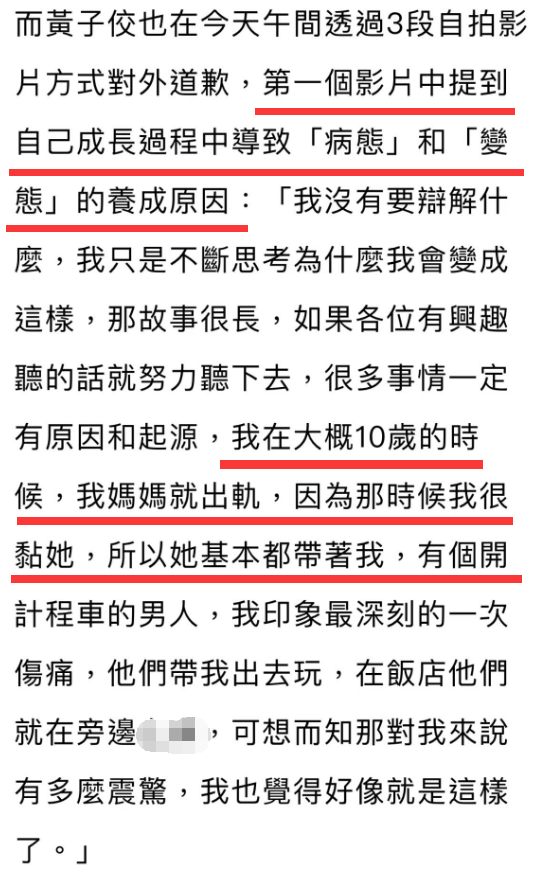 而黃子佼也在今天午間透過3段自拍影
片方式對外道歉，第一個影片中提到
自己成長過程中導致「病態」和「變
態」的養成原因：「我沒有要辯解什
麼，我只是不斷思考為什麼我會變成
這樣，那故事很長，如果各位有興趣
聽的話就努力聽下去，很多事情一定
有原因和起源，我在大概10歲的時
候，我媽媽就出軌，因為那時候我很
黏她，所以她基本都帶著我，有個開
計程車的男人，我印象最深刻的一次
傷痛，他們帶我出去玩，在飯店他們
就在旁邊，可想而知那對我來說
有多麼震驚，我也覺得好像就是這樣
了。」